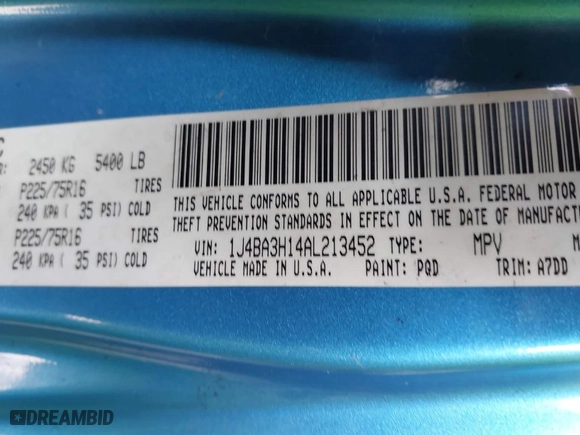 2450 KG 5400 LB
P225/75R16 TIRES
240 KPA ( 35 PSI) COLD
P225/75R16 TIRES
240 KPA ( 35 PSI) COLD
THIS VEHICLE CONFORMS TO ALL APPLICABLE U.S.A. FEDERAL MOTOR
THEFT PREVENTION STANDARDS IN EFFECT ON THE DATE OF MANUFAC
VIN: 1J4BA3H14AL213452 TYPE: MPV
VEHICLE MADE IN U.S.A. PAINT: PQD TRIM: A7DD
DREAMBID